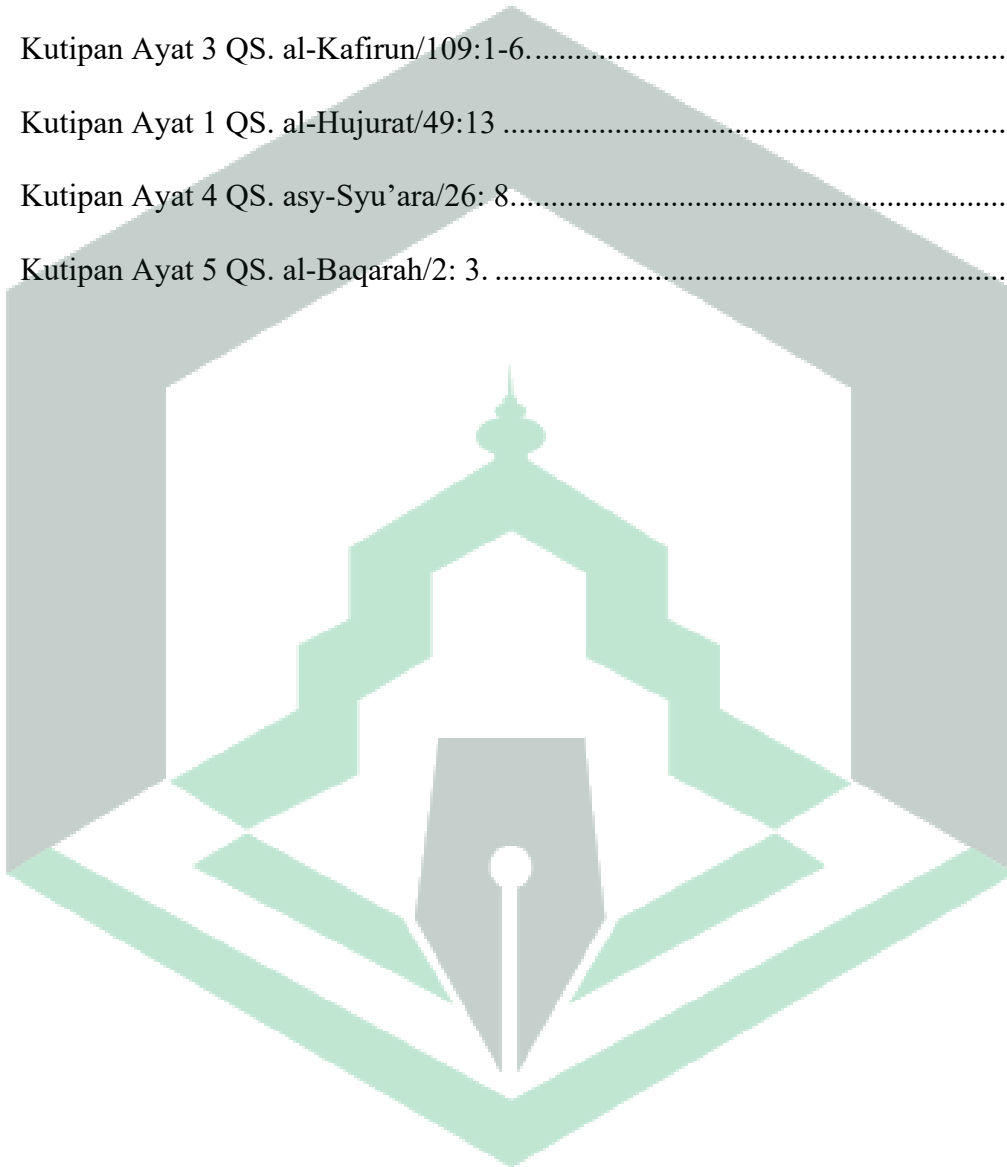 Kutipan Ayat 3 QS. al-Kafirun/109:1-6...............................................................
Kutipan Ayat 1 QS. al-Hujurat/49:13 ..................................................................
Kutipan Ayat 4 QS. asy-Syu’ara/26: 8.................................................................
Kutipan Ayat 5 QS. al-Baqarah/2: 3. ...................................................................